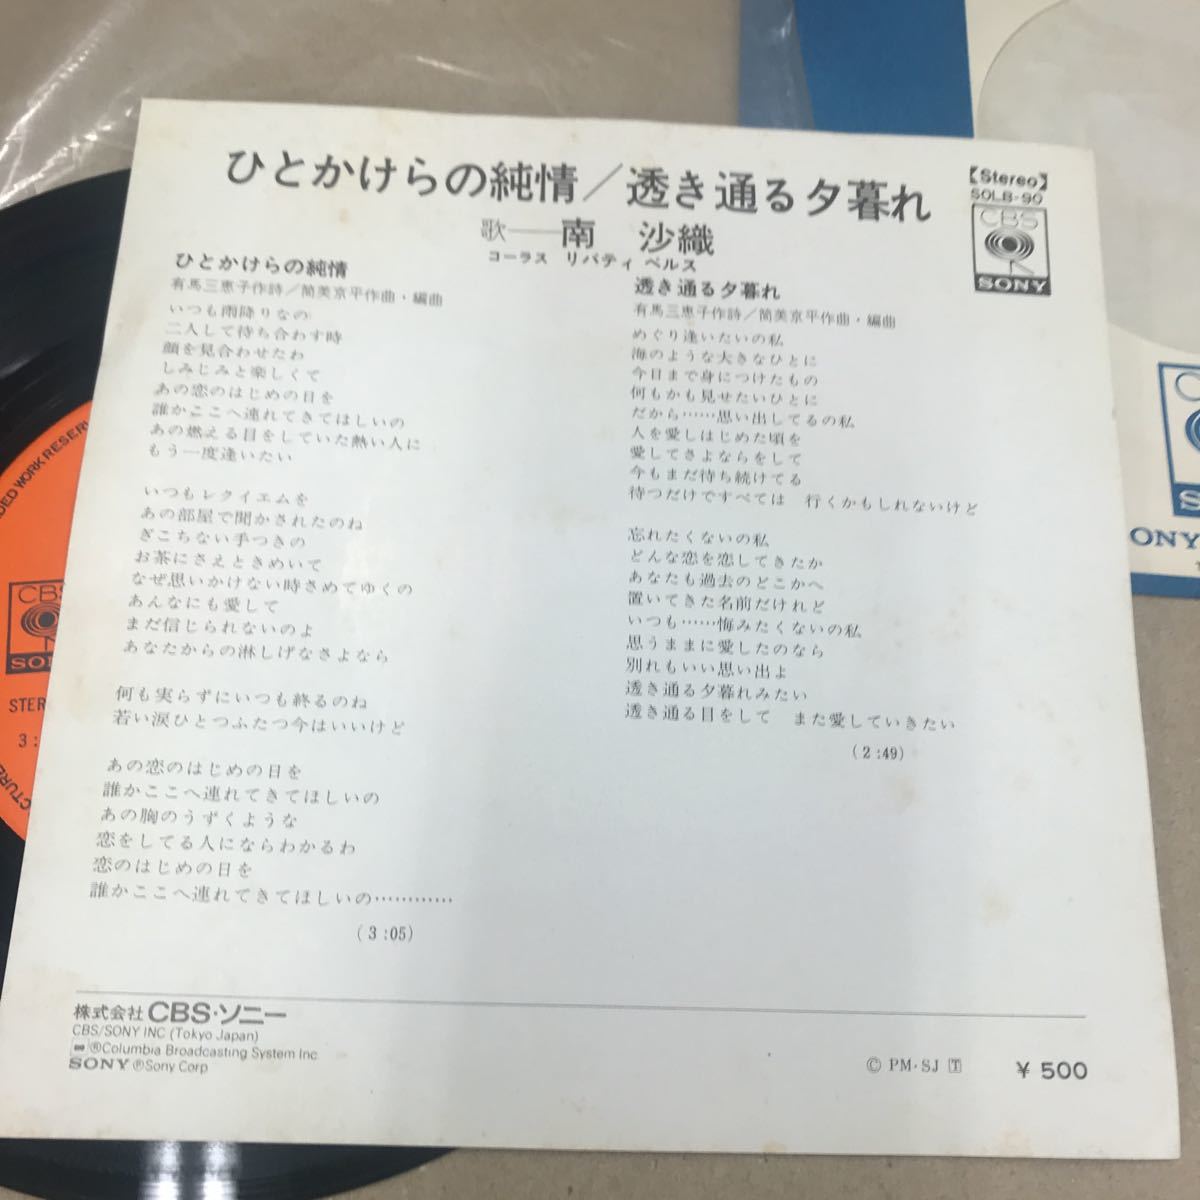 ひとかけらの純情／透き通る夕暮れ
歌──南 沙織
コーラス リバティ ベルス
【Stereo】
SOLB-90
CBS
SONY
ひとかけらの純情
有馬三恵子作詩／筒美京平作曲・編曲
いつも雨降りなの
二人して待ち合わす時
顔を見合わせたわ
しみじみと楽しくて
あの恋のはじめの日を
誰かここへ連れてきてほしいの
あの燃える目をしていた熱い人に
もう一度逢いたい
いつもレクイエムを
あの部屋で聞かされたのね
ぎこちない手つきの
お茶にさえときめいて
なぜ思いかけない時さめてゆくの
あんなにも愛して
まだ信じられないのよ
あなたからの淋しげなさよなら
何も実らずにいつも終るのね
若い涙ひとつふたつ今はいいけど
あの恋のはじめの日を
誰かここへ連れてきてほしいの
あの胸のうずくような
恋をしてる人にならわかるわ
恋のはじめの日を
誰かここへ連れてきてほしいの…………
(3:05)
透き通る夕暮れ
有馬三恵子作詩／筒美京平作曲・編曲
めぐり逢いたいの私
海のような大きなひとに
今日まで身につけたもの
何もかも見せたいひとに
だから……思い出してるの私
人を愛しはじめた頃を
愛してさよならをして
今もまだ待ち続けてる
待つだけですべては 行くかもしれないけど
忘れたくないの私
どんな恋を恋してきたか
あなたも過去のどこかへ
置いてきた名前だけれど
いつも……悔みたくないの私
思うままに愛したのなら
別れもいい思い出よ
透き通る夕暮れみたい
透き通る目をして また愛していきたい
(2:49)
株式会社 CBS・ソニー
CBS/SONY INC (Tokyo Japan)
®Columbia Broadcasting System Inc
SONY ®Sony Corp
© PM・SJ 🅃
¥ 500
DED WORK RESER
CBS
SONY
STER
3:
CTURE
CB
S
ONY